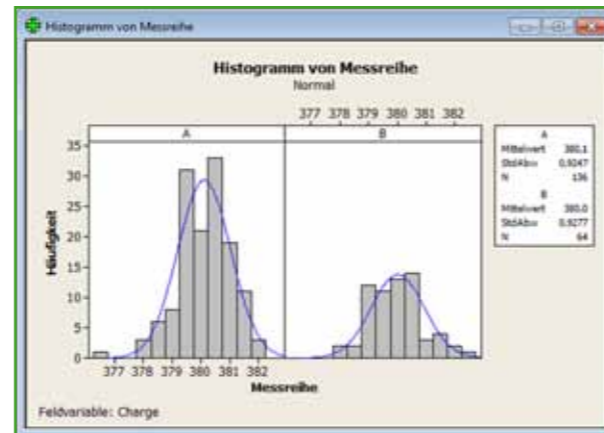 Histogramm von Messreihe
Histogramm von Messreihe
Normal
377 378 379 380 381 382
A B
35
30
25
20
15
10
5
0
Häufigkeit
377 378 379 380 381 382
Messreihe
A
Mittelwert 380,1
StdAbw 0,9247
N 136
B
Mittelwert 380,0
StdAbw 0,9277
N 64
Feldvariable: Charge